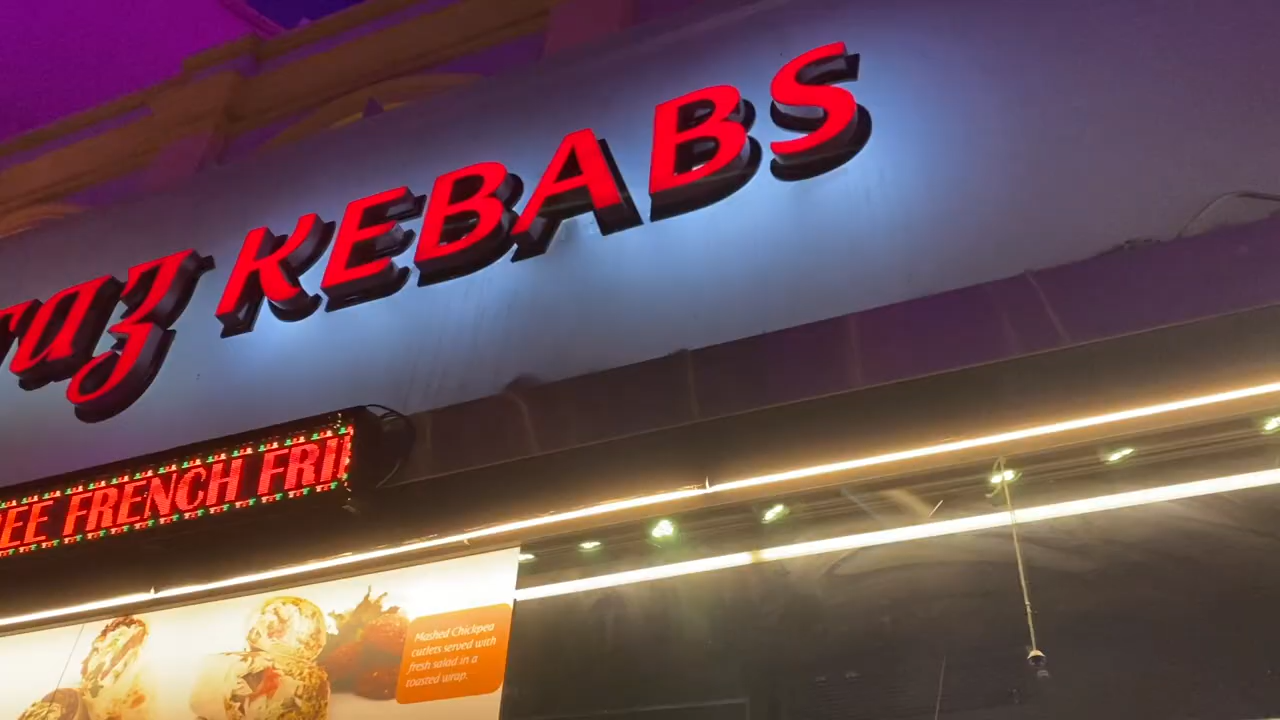 raz KEBABS
EE FRENCH FRI
Mashed Chickpea
cutlets served with
fresh salad in a
toasted wrap.